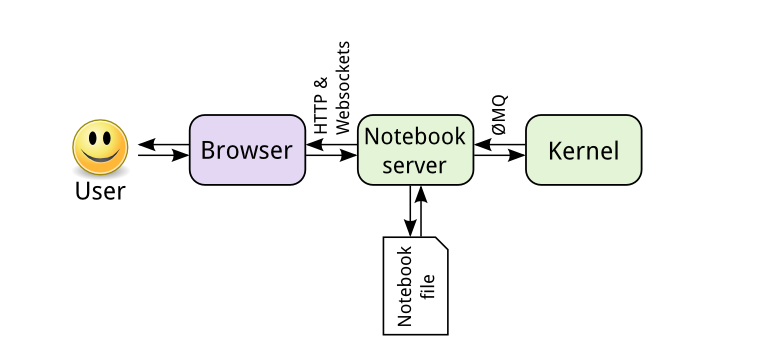 User
Browser
HTTP &
Websockets
Notebook
server
ØMQ
Kernel
Notebook
file